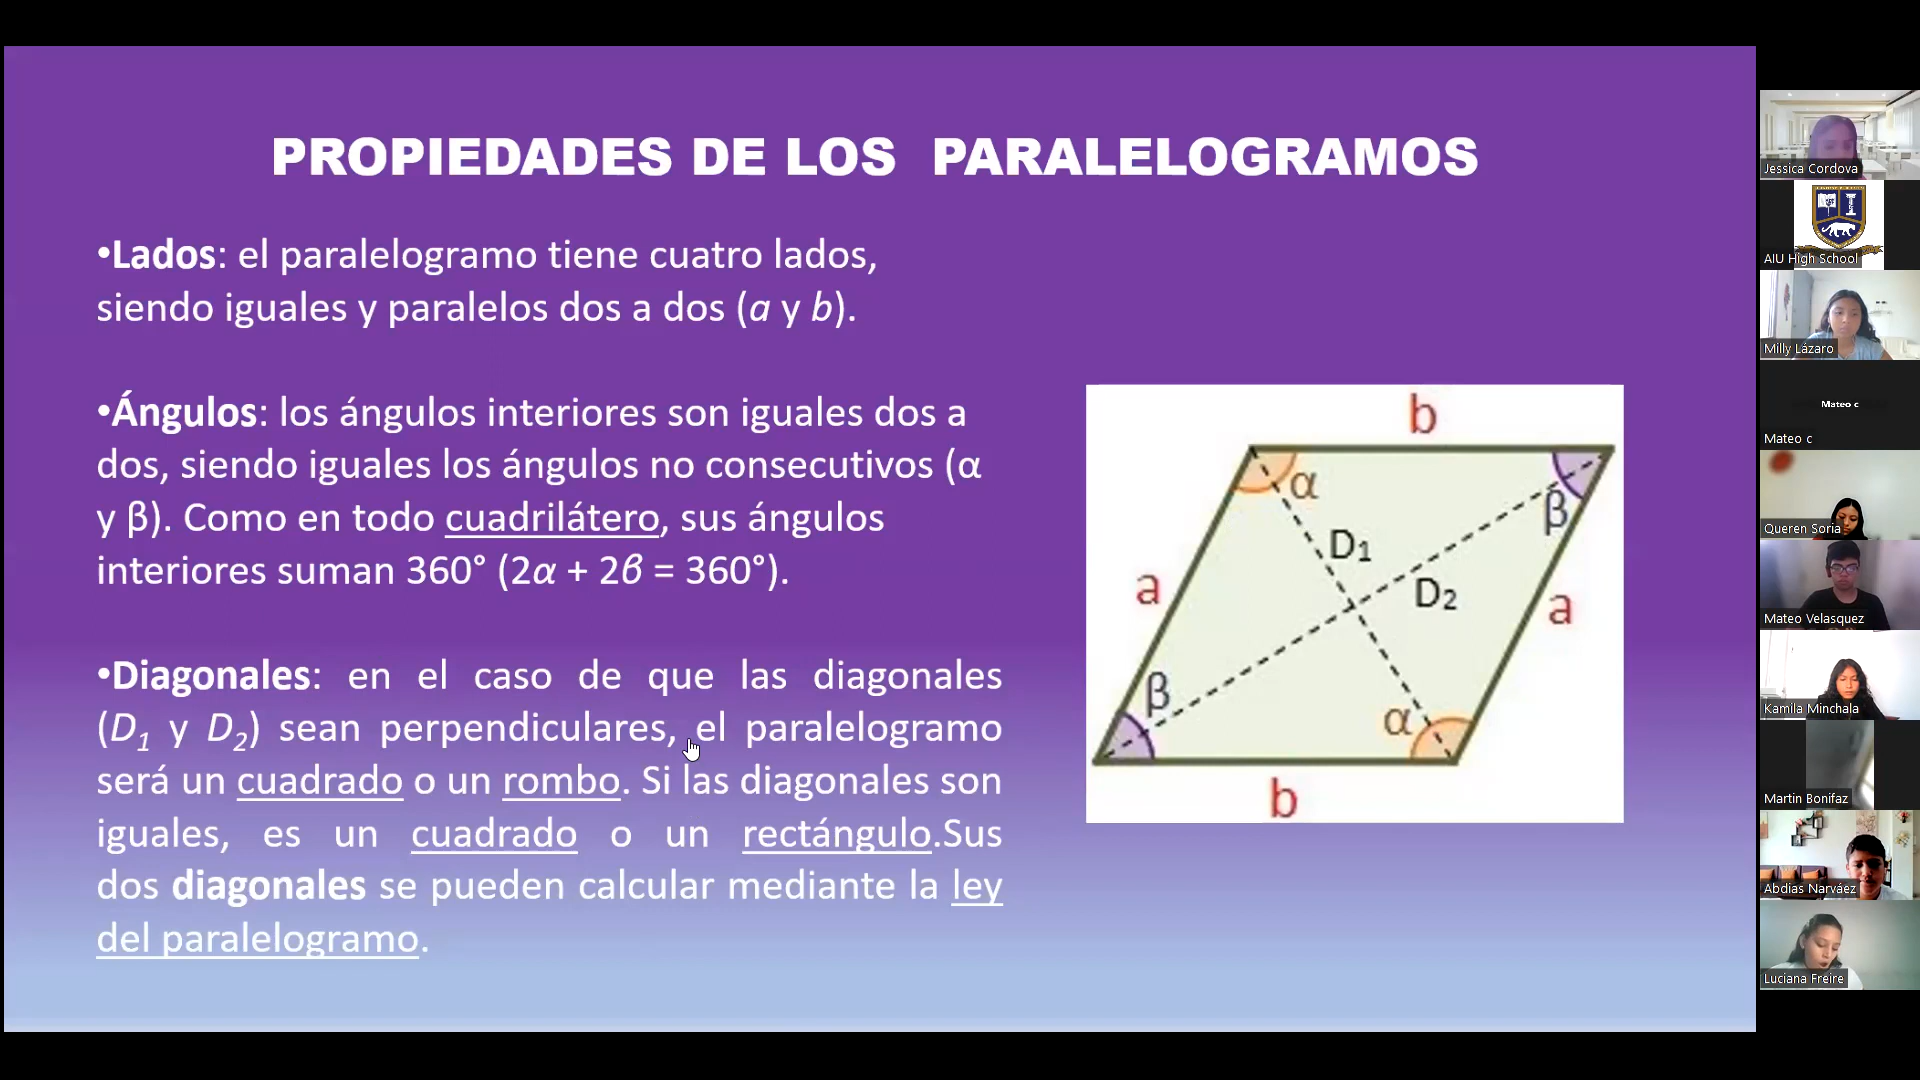 PROPIEDADES DE LOS PARALELOGRAMOS
•Lados: el paralelogramo tiene cuatro lados,
siendo iguales y paralelos dos a dos (a y b).
•Ángulos: los ángulos interiores son iguales dos a
dos, siendo iguales los ángulos no consecutivos (α
y β). Como en todo cuadrilátero, sus ángulos
interiores suman 360° (2α + 2β = 360°).
•Diagonales: en el caso de que las diagonales
(D1 y D2) sean perpendiculares, el paralelogramo
será un cuadrado o un rombo. Si las diagonales son
iguales, es un cuadrado o un rectángulo.Sus
dos diagonales se pueden calcular mediante la ley
del paralelogramo.
b
α
β
D1
D2
a
a
β
α
b
Jessica Cordova
AIU High School
Milly Lázaro
Mateo c
Mateo c
Queren Soria
Mateo Velasquez
Kamila Minchala
Martin Bonifaz
Abdias Narváez
Luciana Freire